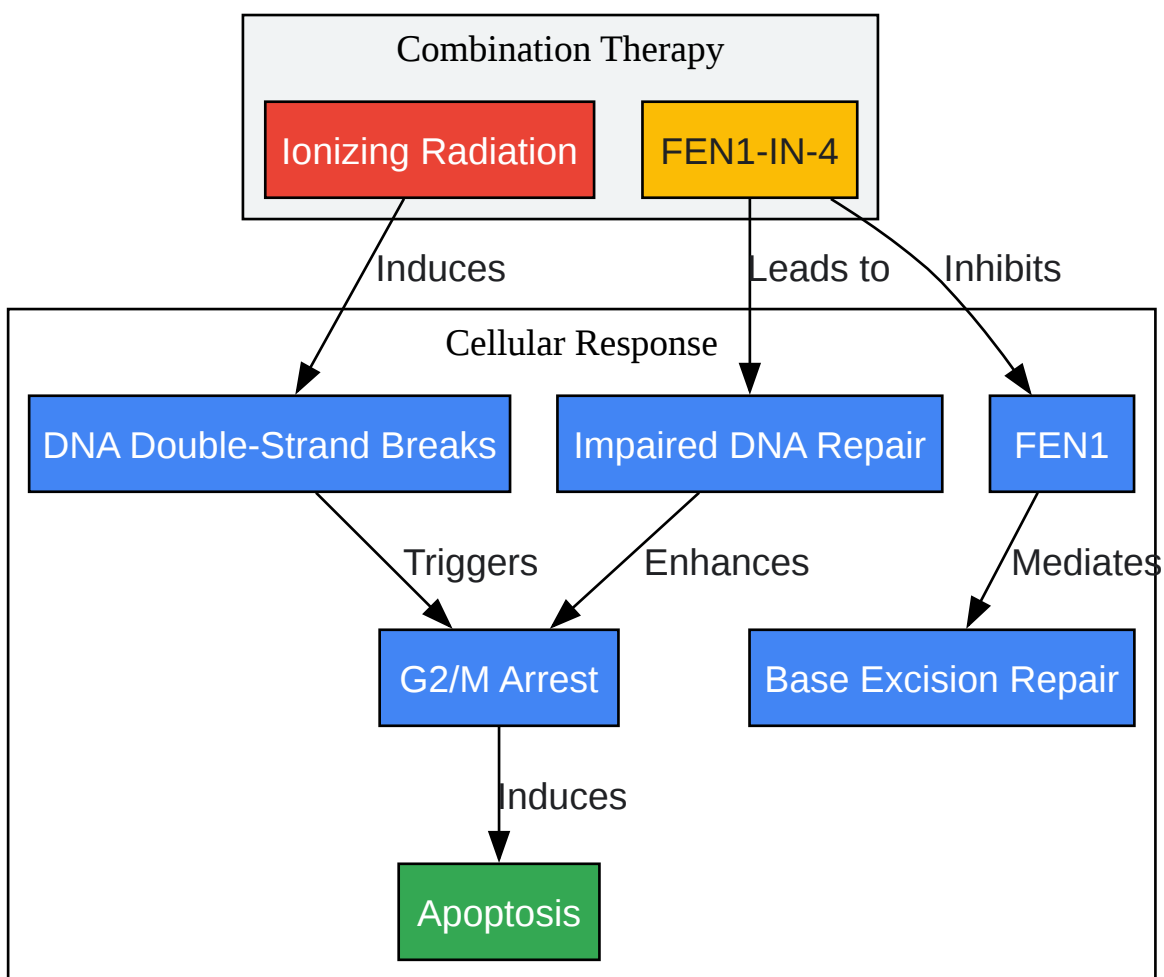 Combination Therapy
Ionizing Radiation
FEN1-IN-4
Induces
Leads to
Inhibits
Cellular Response
DNA Double-Strand Breaks
Impaired DNA Repair
FEN1
Triggers
Enhances
Mediates
G2/M Arrest
Base Excision Repair
Induces
Apoptosis